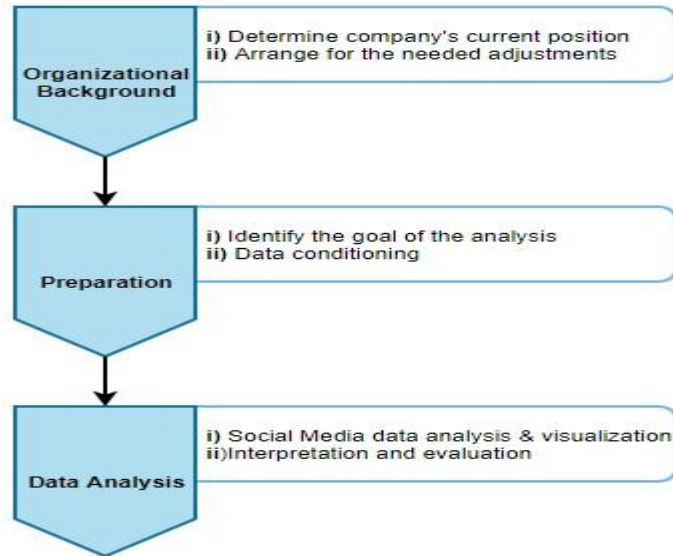 Organizational
Background
i) Determine company's current position
ii) Arrange for the needed adjustments
Preparation
i) Identify the goal of the analysis
ii) Data conditioning
Data Analysis
i) Social Media data analysis & visualization
ii)Interpretation and evaluation